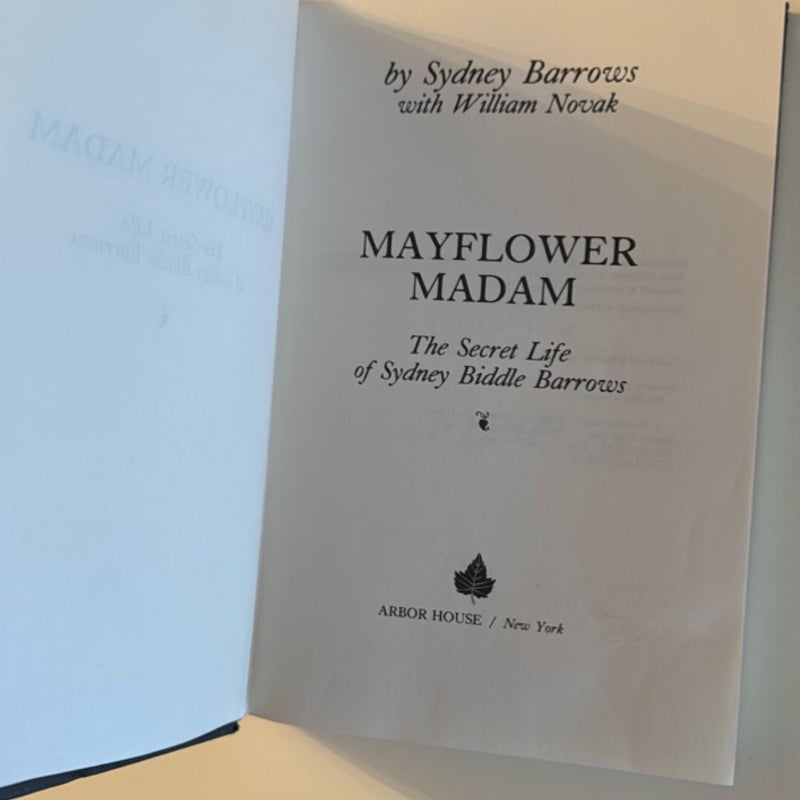 by Sydney Barrows
with William Novak
MAYFLOWER
MADAM
The Secret Life
of Sydney Biddle Barrows
ARBOR HOUSE / New York